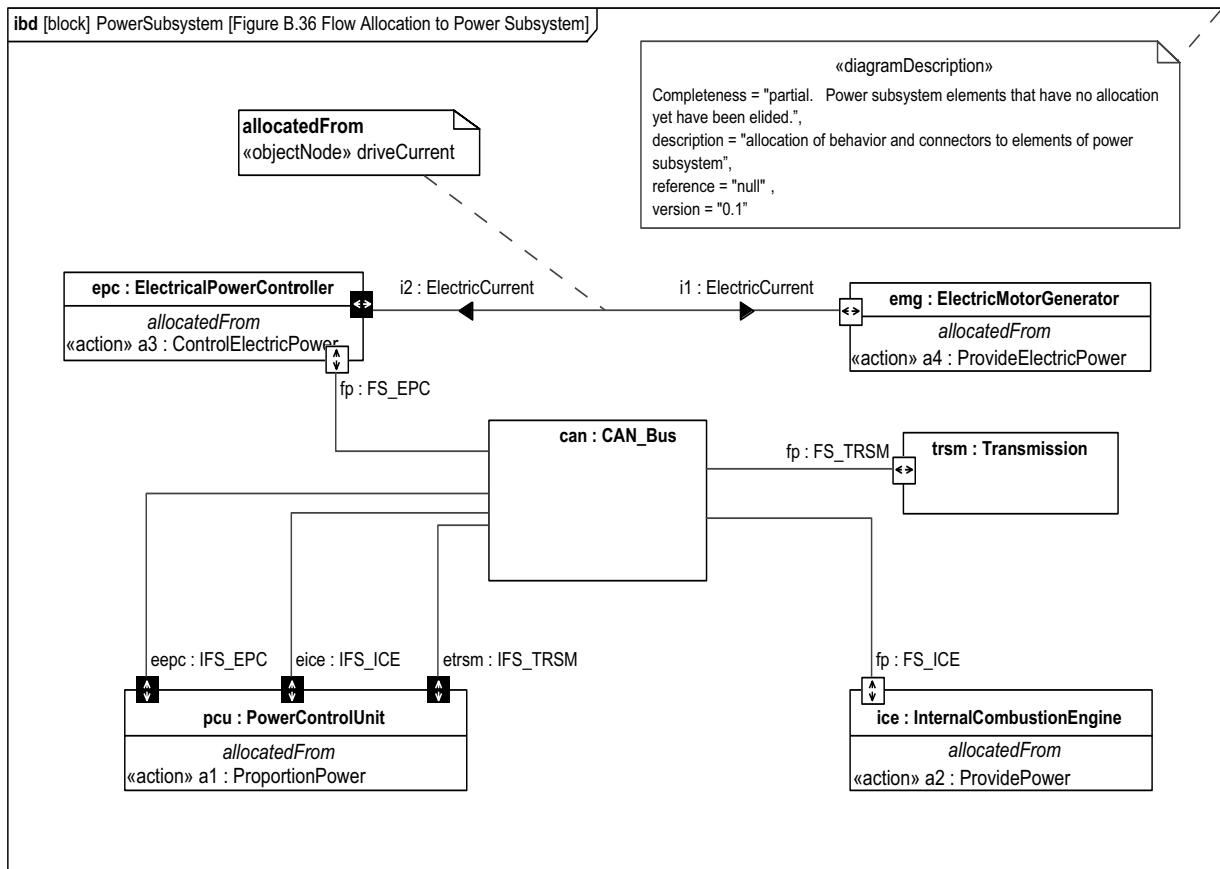 ibd [block] PowerSubsystem [Figure B.36 Flow Allocation to Power Subsystem]
«diagramDescription»
Completeness = "partial. Power subsystem elements that have no allocation
yet have been elided.”,
description = "allocation of behavior and connectors to elements of power
subsystem”,
reference = "null" ,
version = "0.1”
allocatedFrom
«objectNode» driveCurrent
epc : ElectricalPowerController
allocatedFrom
«action» a3 : ControlElectricPower
i2 : ElectricCurrent
i1 : ElectricCurrent
emg : ElectricMotorGenerator
allocatedFrom
«action» a4 : ProvideElectricPower
fp : FS_EPC
can : CAN_Bus
fp : FS_TRSM
trsm : Transmission
eepc : IFS_EPC
eice : IFS_ICE
etrsm : IFS_TRSM
fp : FS_ICE
pcu : PowerControlUnit
allocatedFrom
«action» a1 : ProportionPower
ice : InternalCombustionEngine
allocatedFrom
«action» a2 : ProvidePower